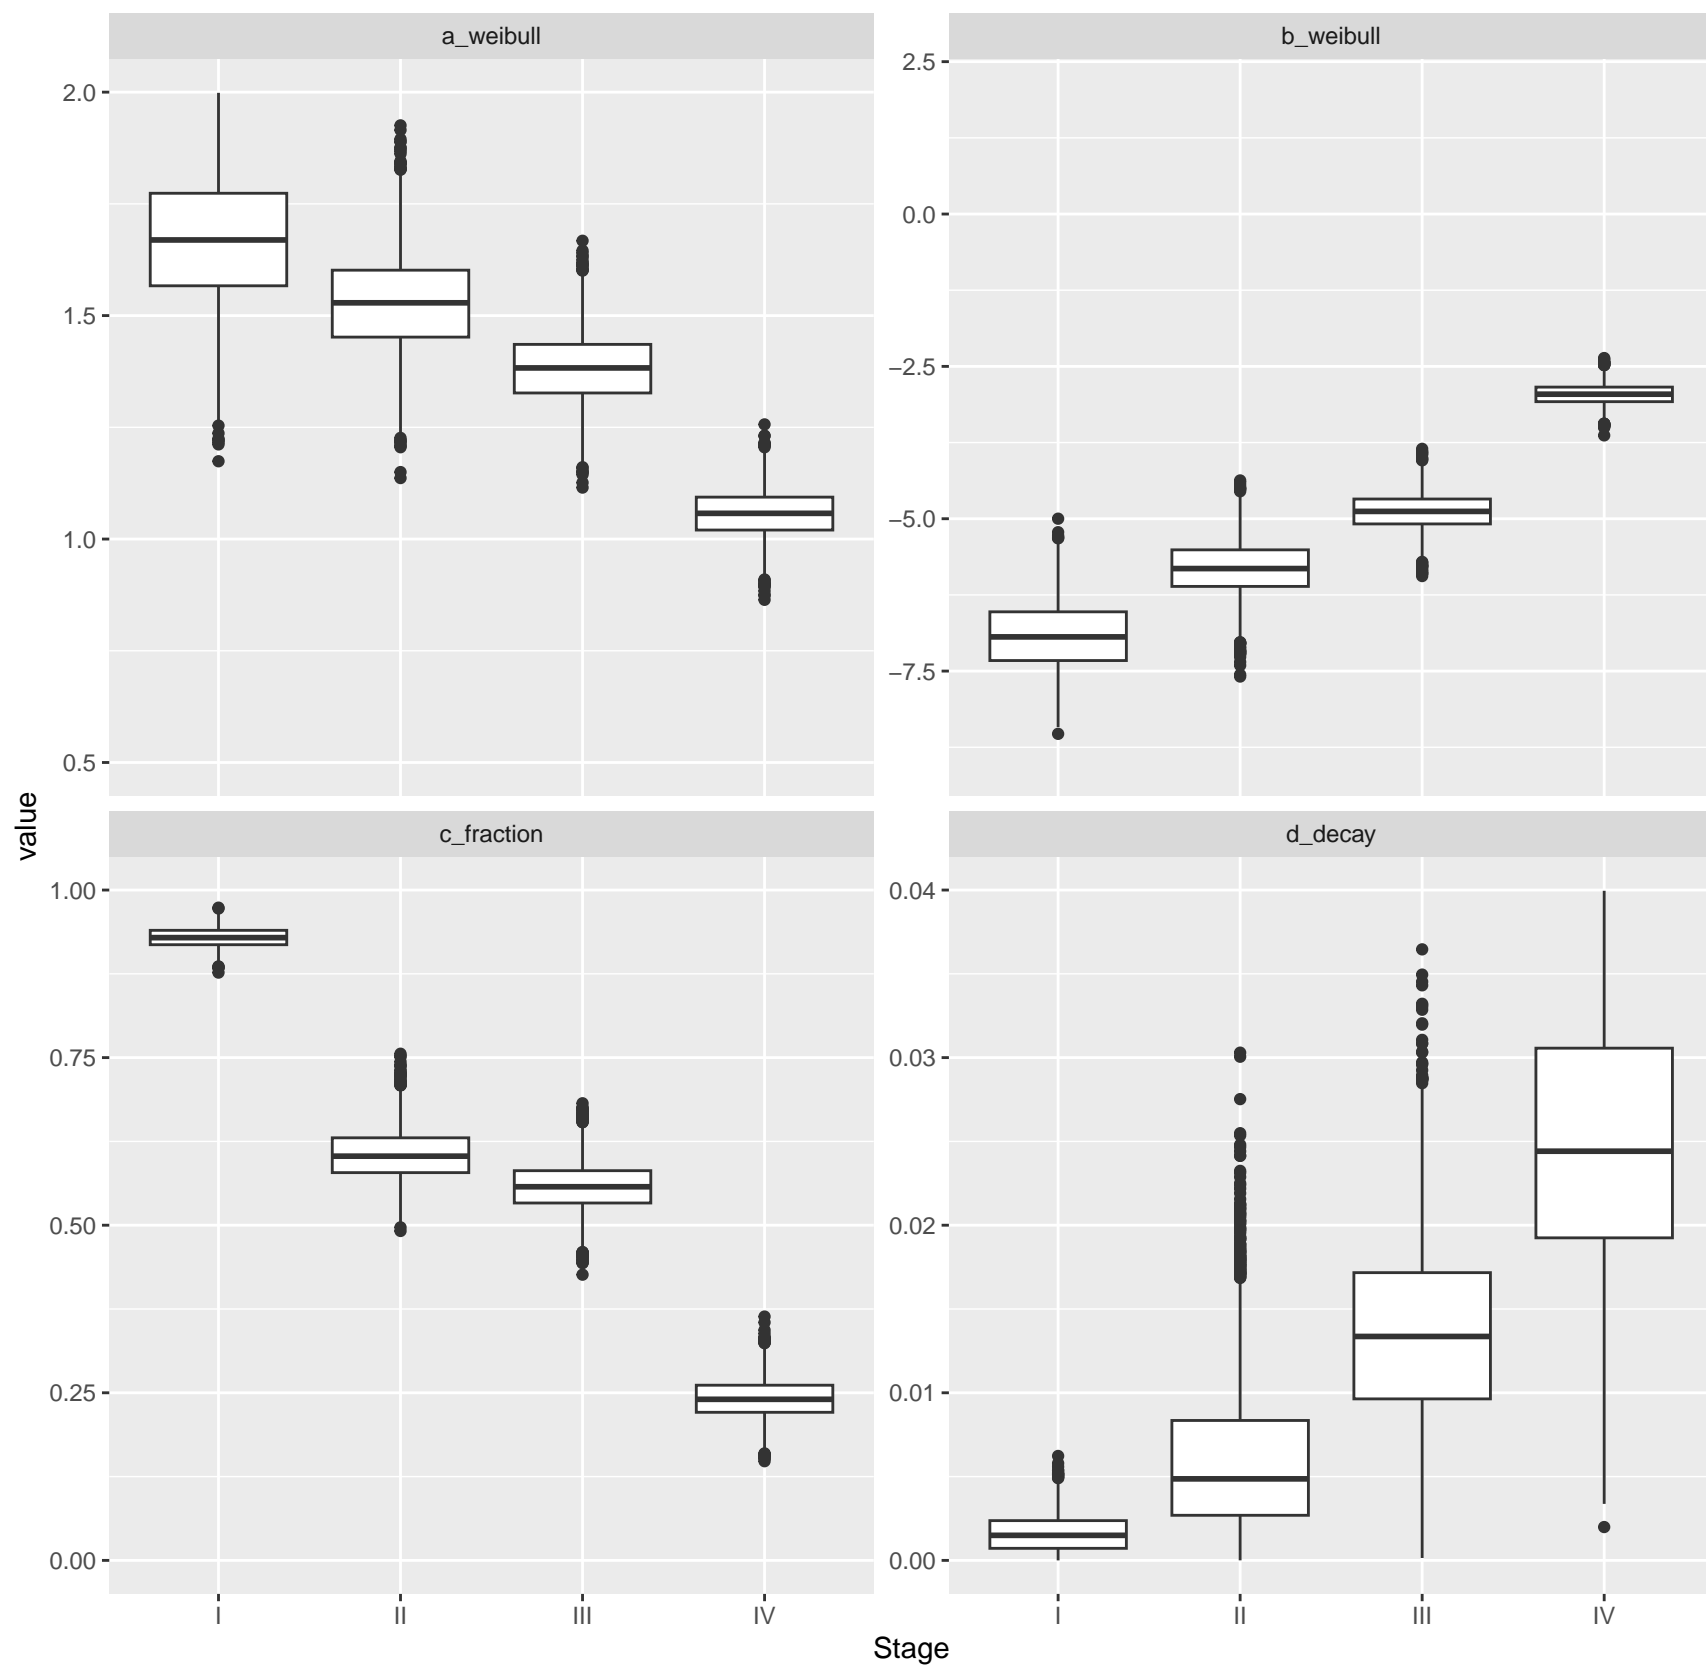 a_weibull
b_weibull
2.0
1.5
1.0
0.5
2.5
0.0
−2.5
−5.0
−7.5
value
c_fraction
d_decay
1.00
0.75
0.50
0.25
0.00
0.04
0.03
0.02
0.01
0.00
I II III IV
I II III IV
Stage